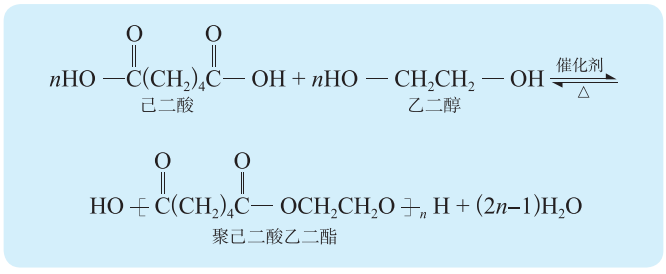 O O
nHO—C(CH₂)₄C—OH + nHO—CH₂CH₂—OH 催化剂 ⇌ △
己二酸 乙二醇
O O
HO-[C(CH₂)₄C—OCH₂CH₂O]-ₙ H + (2n–1)H₂O
聚己二酸乙二酯